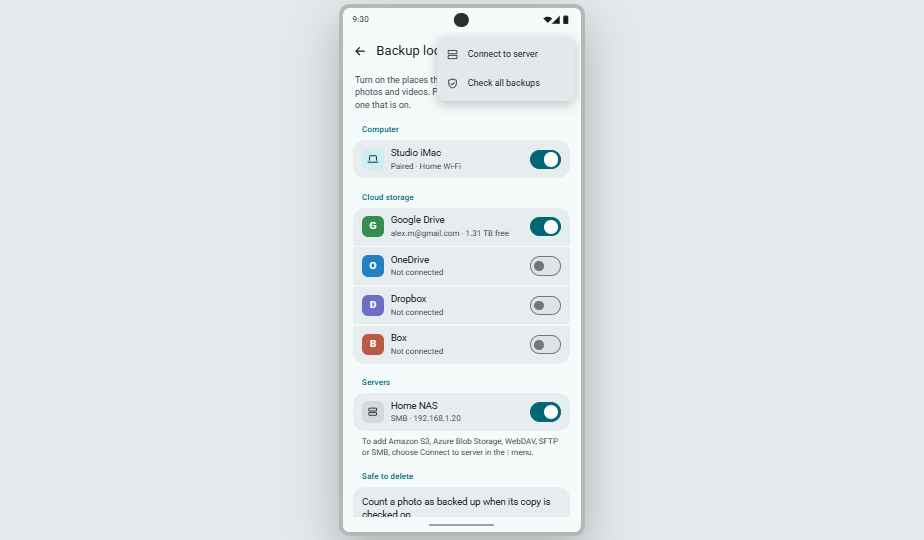 9:30
Backup loc
Connect to server
Check all backups
Turn on the places th
photos and videos. P
one that is on.
Computer
Studio iMac
Paired · Home Wi-Fi
Cloud storage
G
Google Drive
alex.m@gmail.com · 1.31 TB free
O
OneDrive
Not connected
D
Dropbox
Not connected
B
Box
Not connected
Servers
Home NAS
SMB · 192.168.1.20
To add Amazon S3, Azure Blob Storage, WebDAV, SFTP
or SMB, choose Connect to server in the ⋮ menu.
Safe to delete
Count a photo as backed up when its copy is
checked on